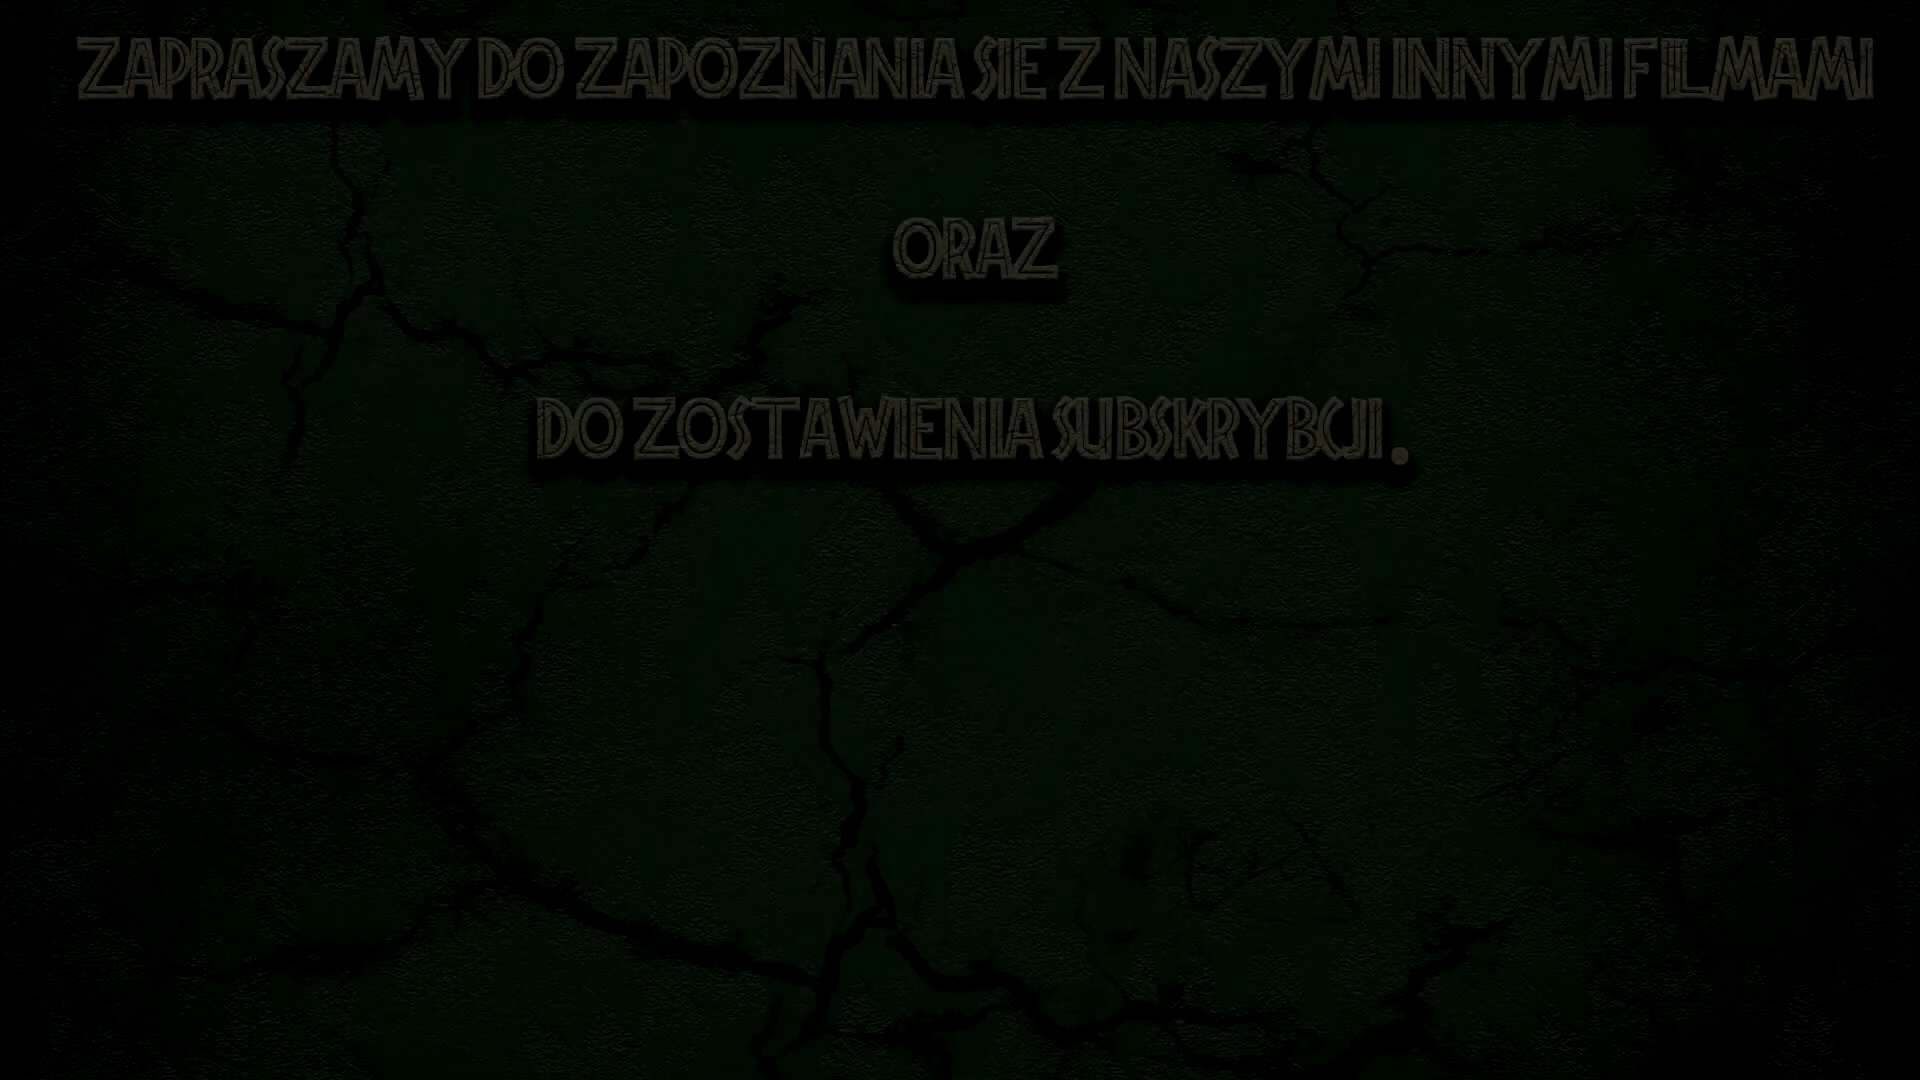 ZAPRASZAMY DO ZAPOZNANIA SIE Z NASZYMI INNYMI FILMAMI
ORAZ
DO ZOSTAWIENIA SUBSKRYBCJI.